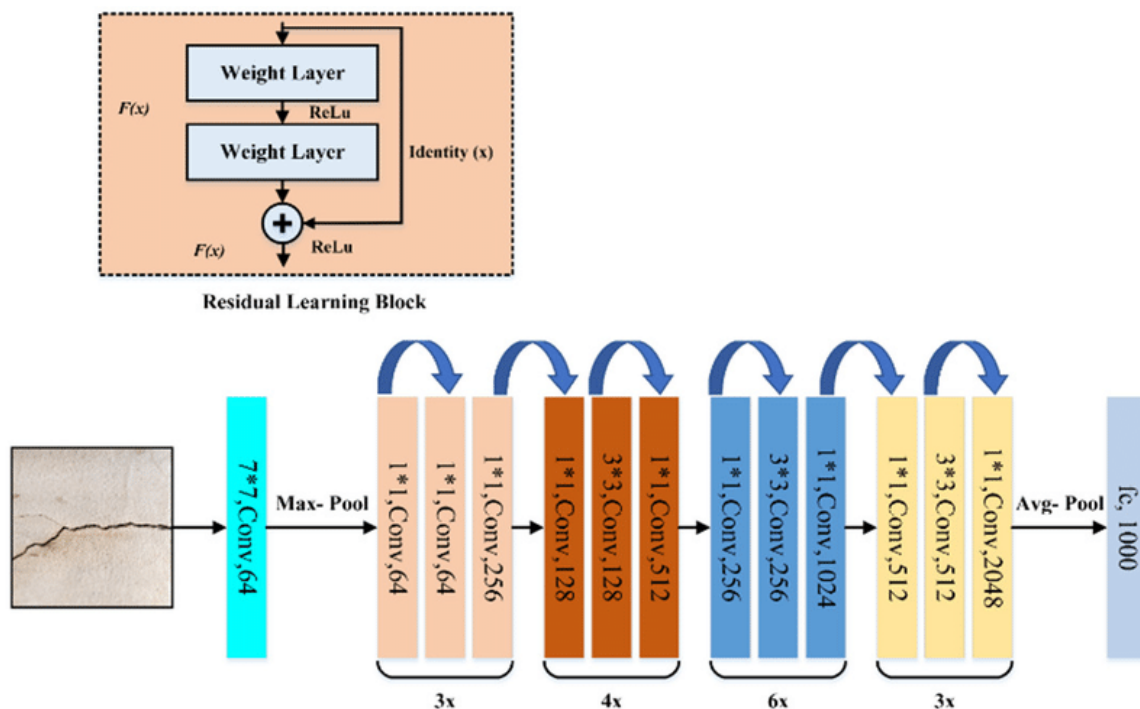 Weight Layer
F(x)
ReLu
Weight Layer
Identity (x)
+
F(x)
ReLu
Residual Learning Block
7*7,Conv,64
Max- Pool
1*1,Conv,64
1*1,Conv,64
1*1,Conv,256
1*1,Conv,128
3*3,Conv,128
1*1,Conv,512
1*1,Conv,256
3*3,Conv,256
1*1,Conv,1024
1*1,Conv,512
3*3,Conv,512
1*1,Conv,2048
Avg- Pool
fc, 1000
3x
4x
6x
3x